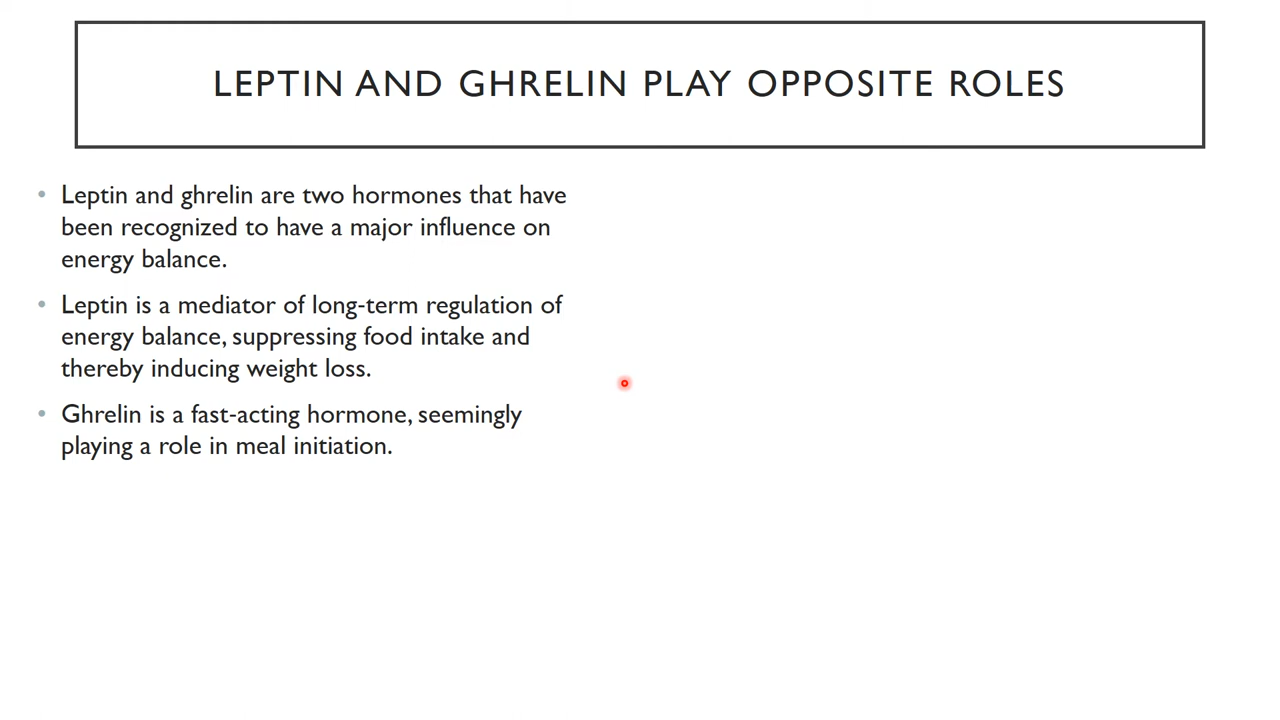 LEPTIN AND GHRELIN PLAY OPPOSITE ROLES
• Leptin and ghrelin are two hormones that have
been recognized to have a major influence on
energy balance.
• Leptin is a mediator of long-term regulation of
energy balance, suppressing food intake and
thereby inducing weight loss.
• Ghrelin is a fast-acting hormone, seemingly
playing a role in meal initiation.